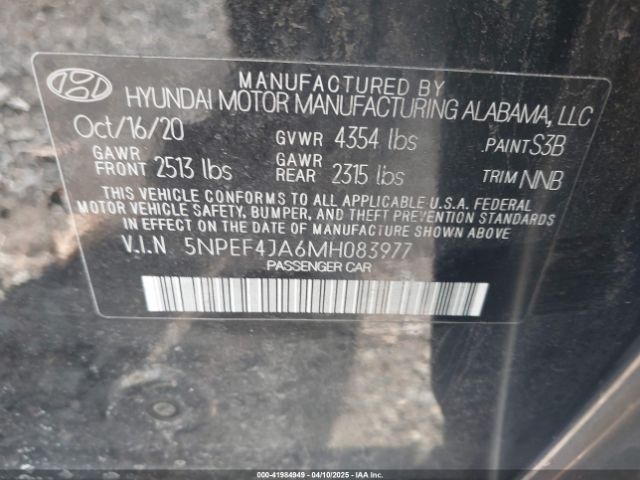 MANUFACTURED BY
HYUNDAI MOTOR MANUFACTURING ALABAMA, LLC
Oct/16/20 GVWR 4354 lbs .PAINT S3B
GAWR FRONT 2513 lbs GAWR REAR 2315 lbs TRIM NNB
THIS VEHICLE CONFORMS TO ALL APPLICABLE U.S.A. FEDERAL
MOTOR VEHICLE SAFETY, BUMPER, AND THEFT PREVENTION STANDARDS
IN EFFECT ON THE DATE OF MANUFACTURE SHOWN ABOVE
V.I.N 5NPEF4JA6MH083977
PASSENGER CAR
000-41984949 - 04/10/2025 - IAA Inc.